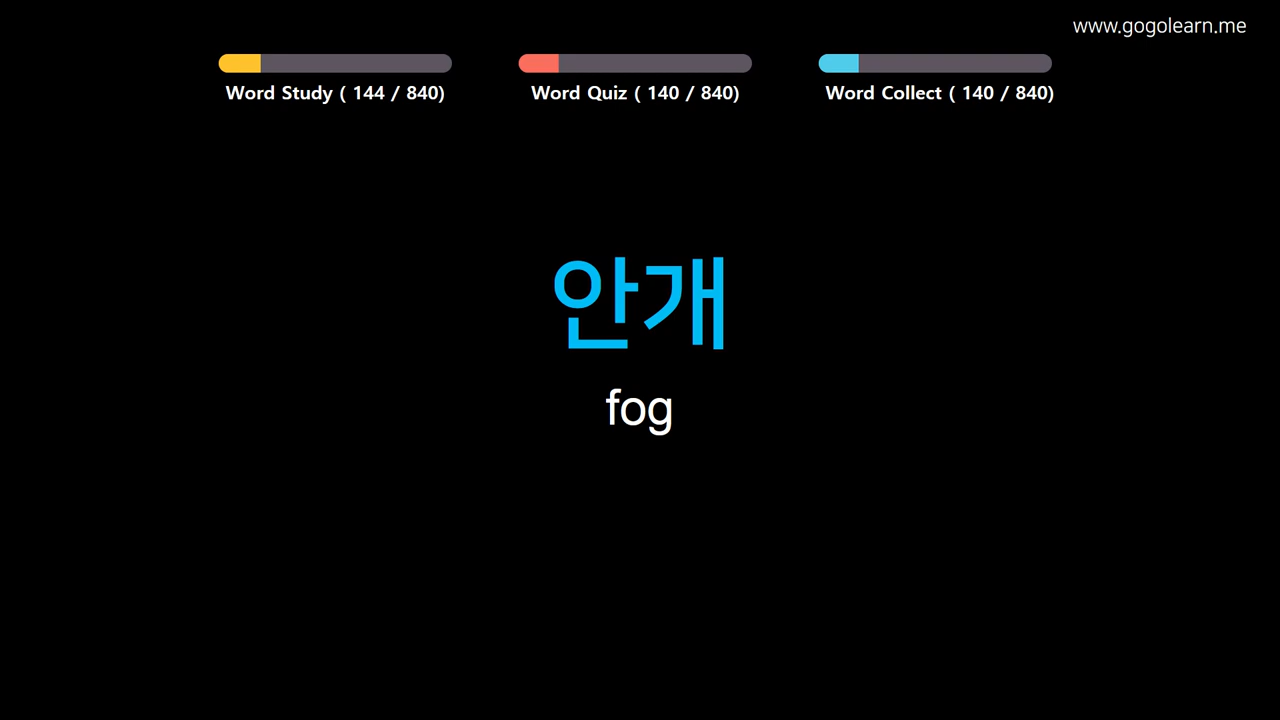 www.gogolearn.me
Word Study ( 144 / 840)
Word Quiz ( 140 / 840)
Word Collect ( 140 / 840)
안개
fog